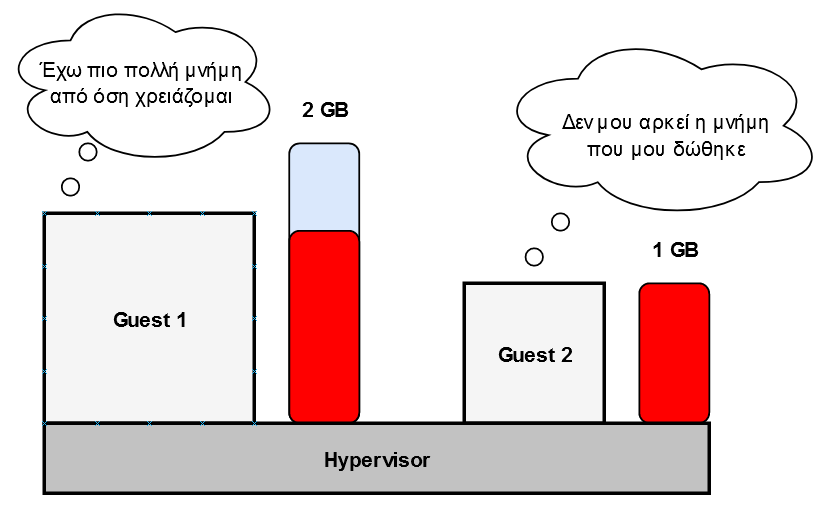 Έχω πιο πολλή μνήμη
από όση χρειάζομαι
2 GB
Δεν μου αρκεί η μνήμη
που μου δώθηκε
1 GB
Guest 1
Guest 2
Hypervisor